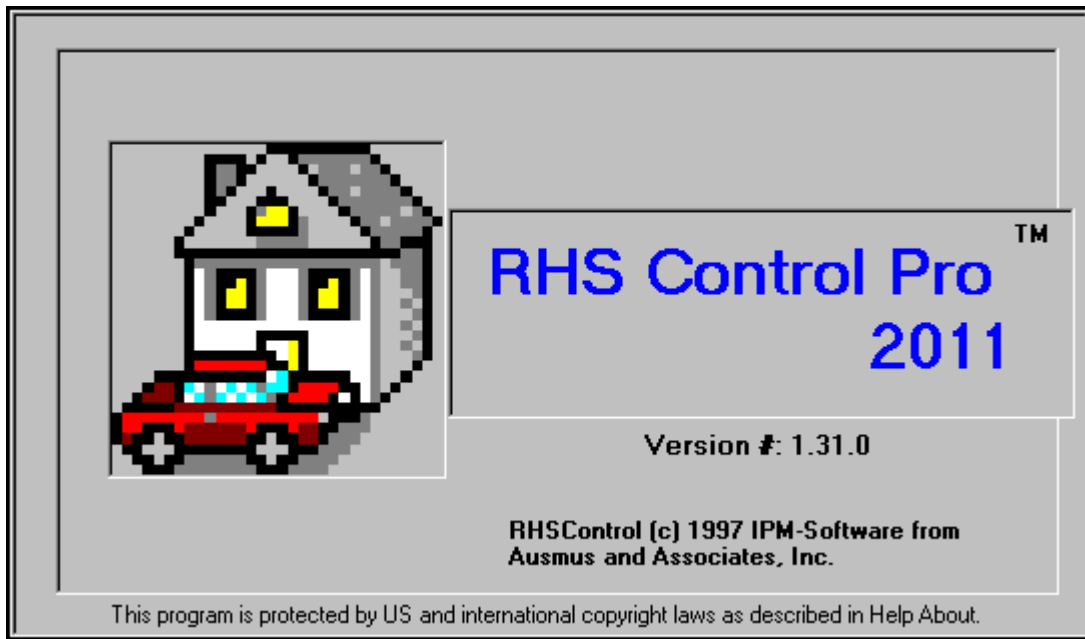 RHS Control Pro TM
2011
Version #: 1.31.0
RHSControl (c) 1997 IPM-Software from
Ausmus and Associates, Inc.
This program is protected by US and international copyright laws as described in Help About.